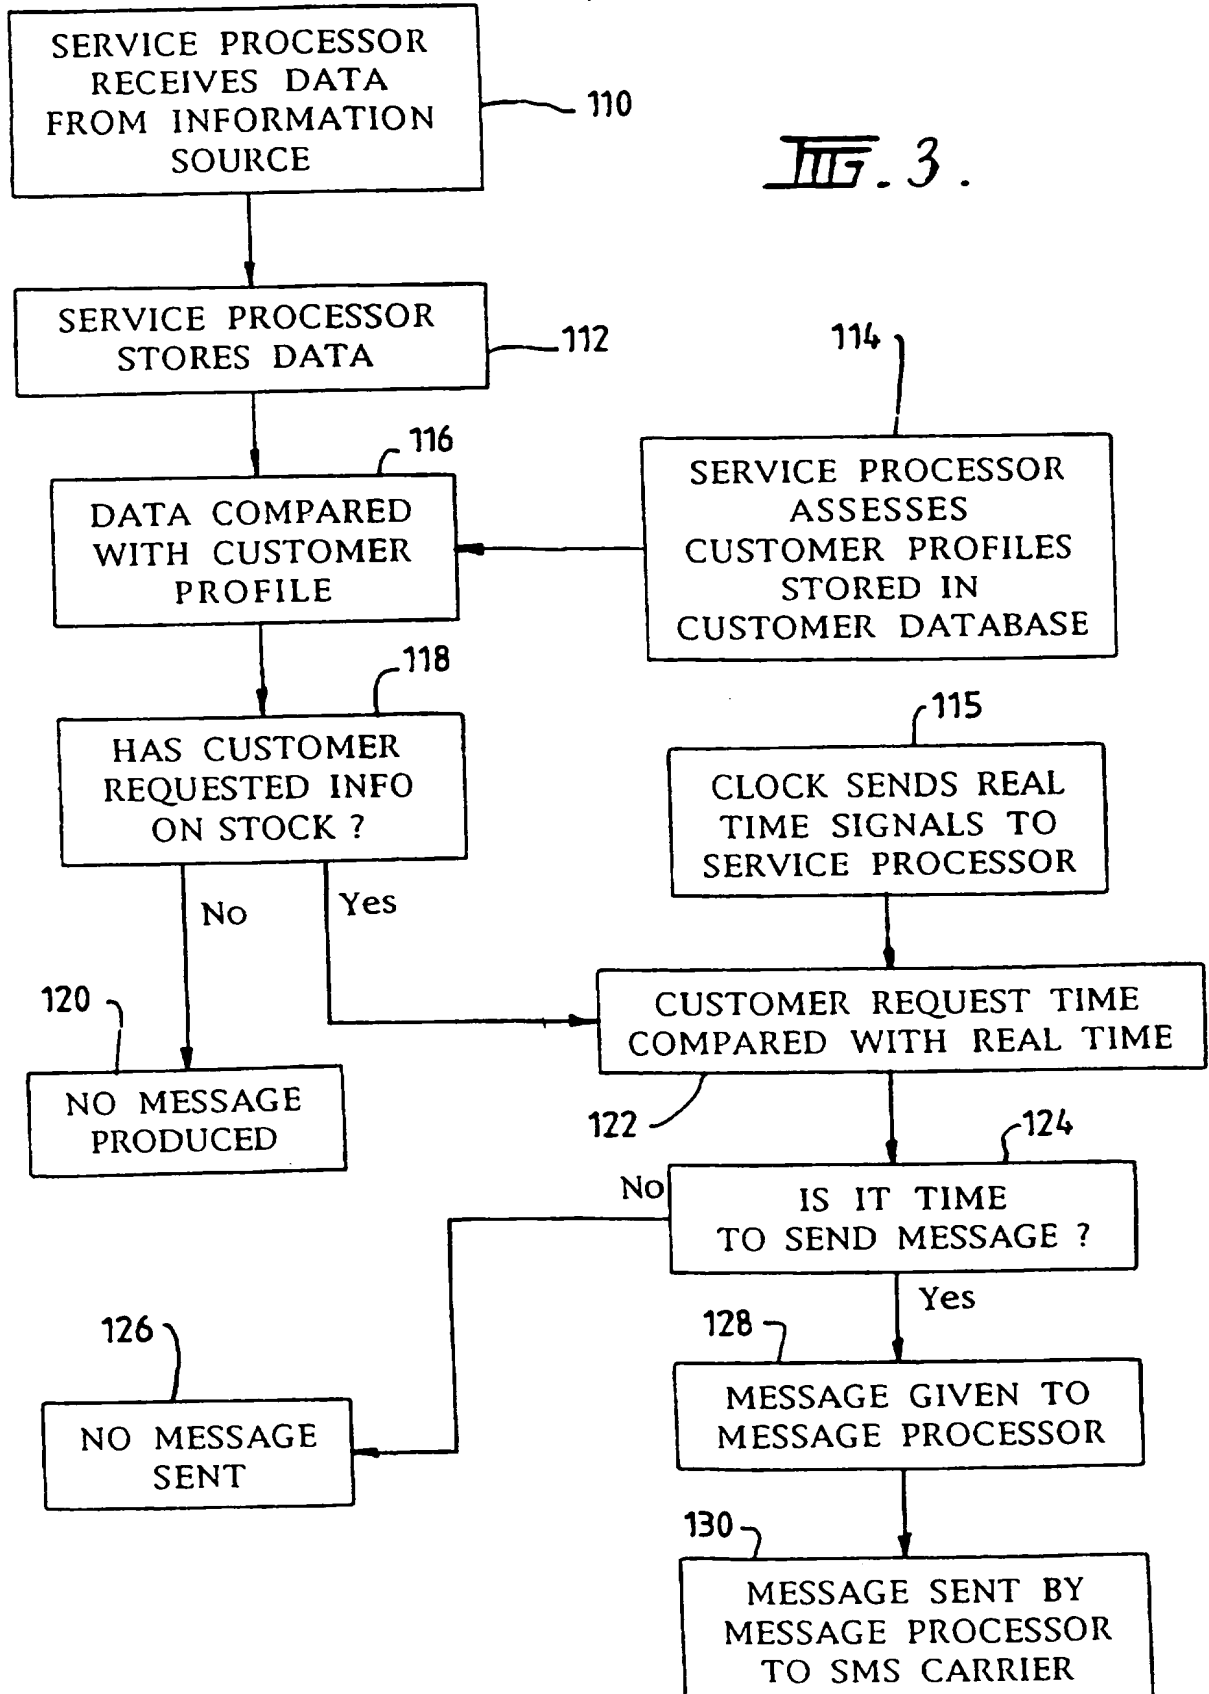 SERVICE PROCESSOR
RECEIVES DATA
FROM INFORMATION
SOURCE
110
FIG. 3.
SERVICE PROCESSOR
STORES DATA
112
114
116
DATA COMPARED
WITH CUSTOMER
PROFILE
SERVICE PROCESSOR
ASSESSES
CUSTOMER PROFILES
STORED IN
CUSTOMER DATABASE
118
HAS CUSTOMER
REQUESTED INFO
ON STOCK ?
115
CLOCK SENDS REAL
TIME SIGNALS TO
SERVICE PROCESSOR
No
Yes
120
NO MESSAGE
PRODUCED
CUSTOMER REQUEST TIME
COMPARED WITH REAL TIME
122
124
No
IS IT TIME
TO SEND MESSAGE ?
Yes
126
NO MESSAGE
SENT
128
MESSAGE GIVEN TO
MESSAGE PROCESSOR
130
MESSAGE SENT BY
MESSAGE PROCESSOR
TO SMS CARRIER